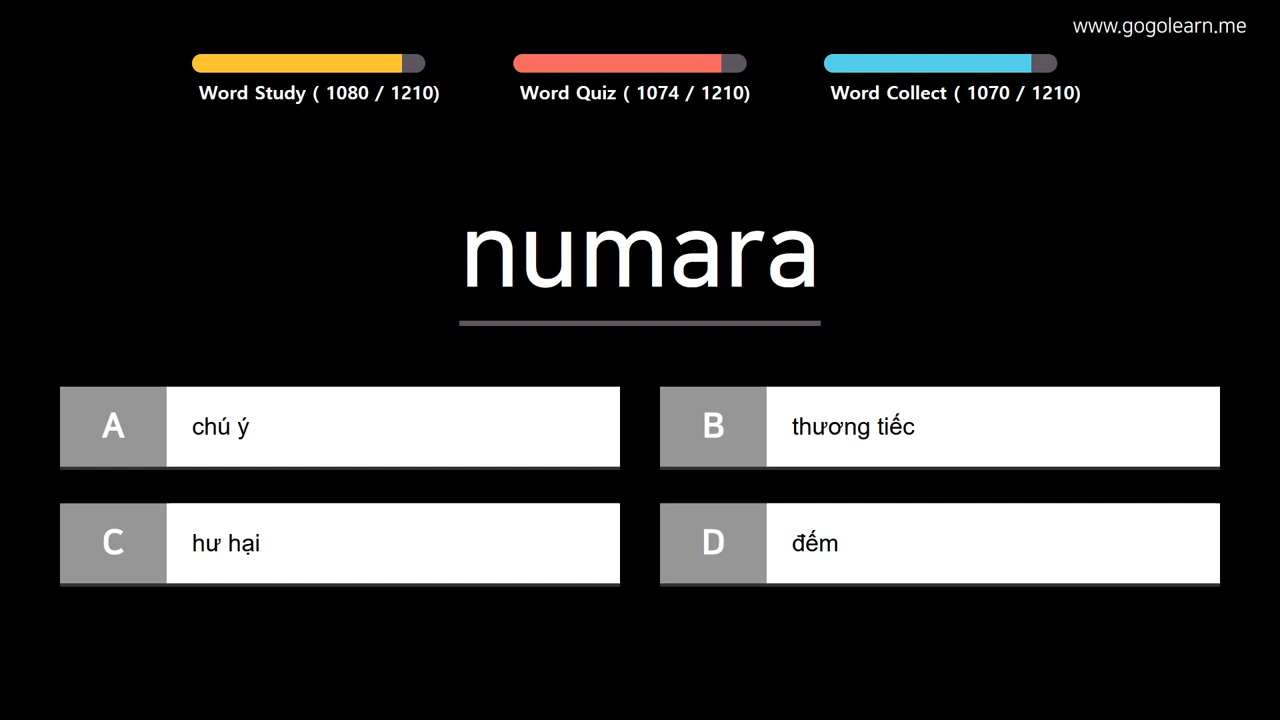 www.gogolearn.me
Word Study ( 1080 / 1210)
Word Quiz ( 1074 / 1210)
Word Collect ( 1070 / 1210)
numara
A chú ý
B thương tiếc
C hư hại
D đếm